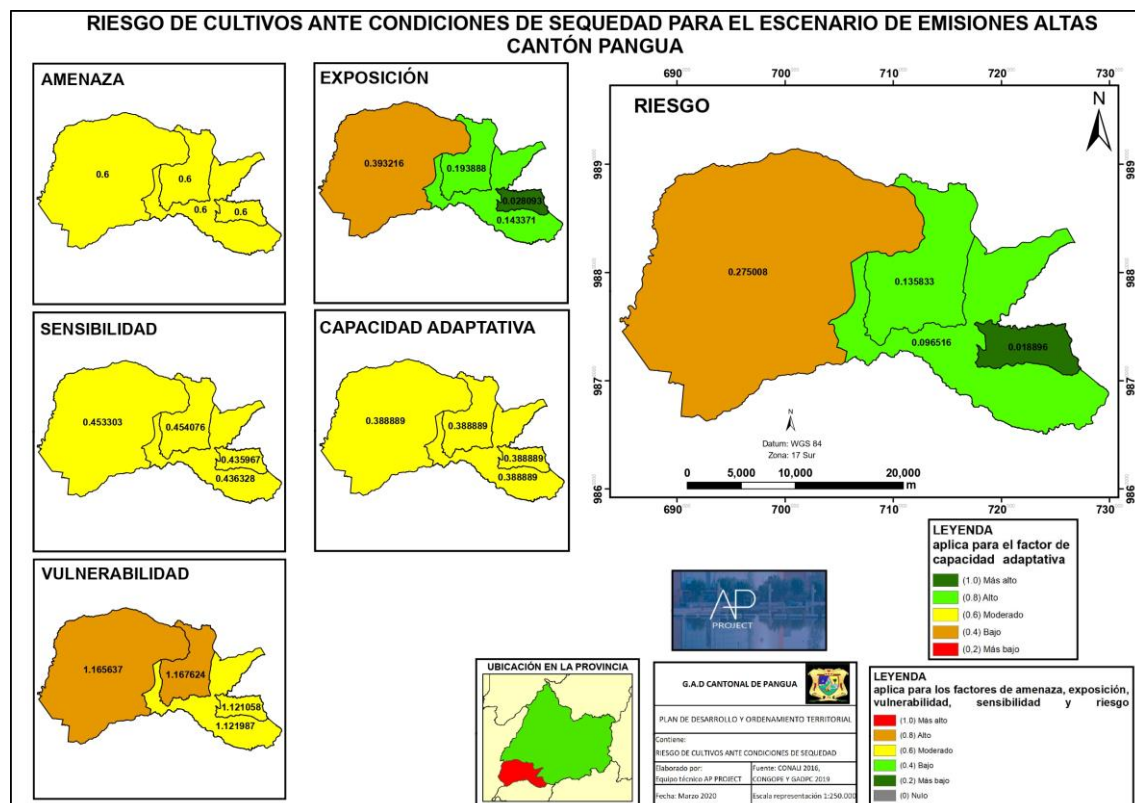 RIESGO DE CULTIVOS ANTE CONDICIONES DE SEQUEDAD PARA EL ESCENARIO DE EMISIONES ALTAS
CANTÓN PANGUA
AMENAZA
0.6
0.6
0.6
0.6
EXPOSICIÓN
0.393216
0.193888
0.028093
0.143371
SENSIBILIDAD
0.453303
0.454076
0.435967
0.436328
CAPACIDAD ADAPTATIVA
0.388889
0.388889
0.388889
0.388889
VULNERABILIDAD
1.165637
1.167624
1.121058
1.121987
690
700
710
720
730
RIESGO
N
989
989
988
988
987
987
986
986
0.275008
0.135833
0.096516
0.018896
N
Datum: WGS 84
Zona: 17 Sur
0 5,000 10,000 20,000
m
690
700
710
720
730
LEYENDA
aplica para el factor de
capacidad adaptativa
(1.0) Más alto
(0.8) Alto
(0.6) Moderado
(0.4) Bajo
(0.2) Más bajo
AP
PROJECT
UBICACIÓN EN LA PROVINCIA
G.A.D CANTONAL DE PANGUA
PLAN DE DESARROLLO Y ORDENAMIENTO TERRITORIAL
Contiene:
RIESGO DE CULTIVOS ANTE CONDICIONES DE SEQUEDAD
Elaborado por:
Equipo técnico AP PROJECT
Fuente: CONALI 2016,
CONGOPE Y GADPC 2019
Fecha: Marzo 2020
Escala representación 1:250.000
LEYENDA
aplica para los factores de amenaza, exposición,
vulnerabilidad, sensibilidad y riesgo
(1.0) Más alto
(0.8) Alto
(0.6) Moderado
(0.4) Bajo
(0.2) Más bajo
(0) Nulo